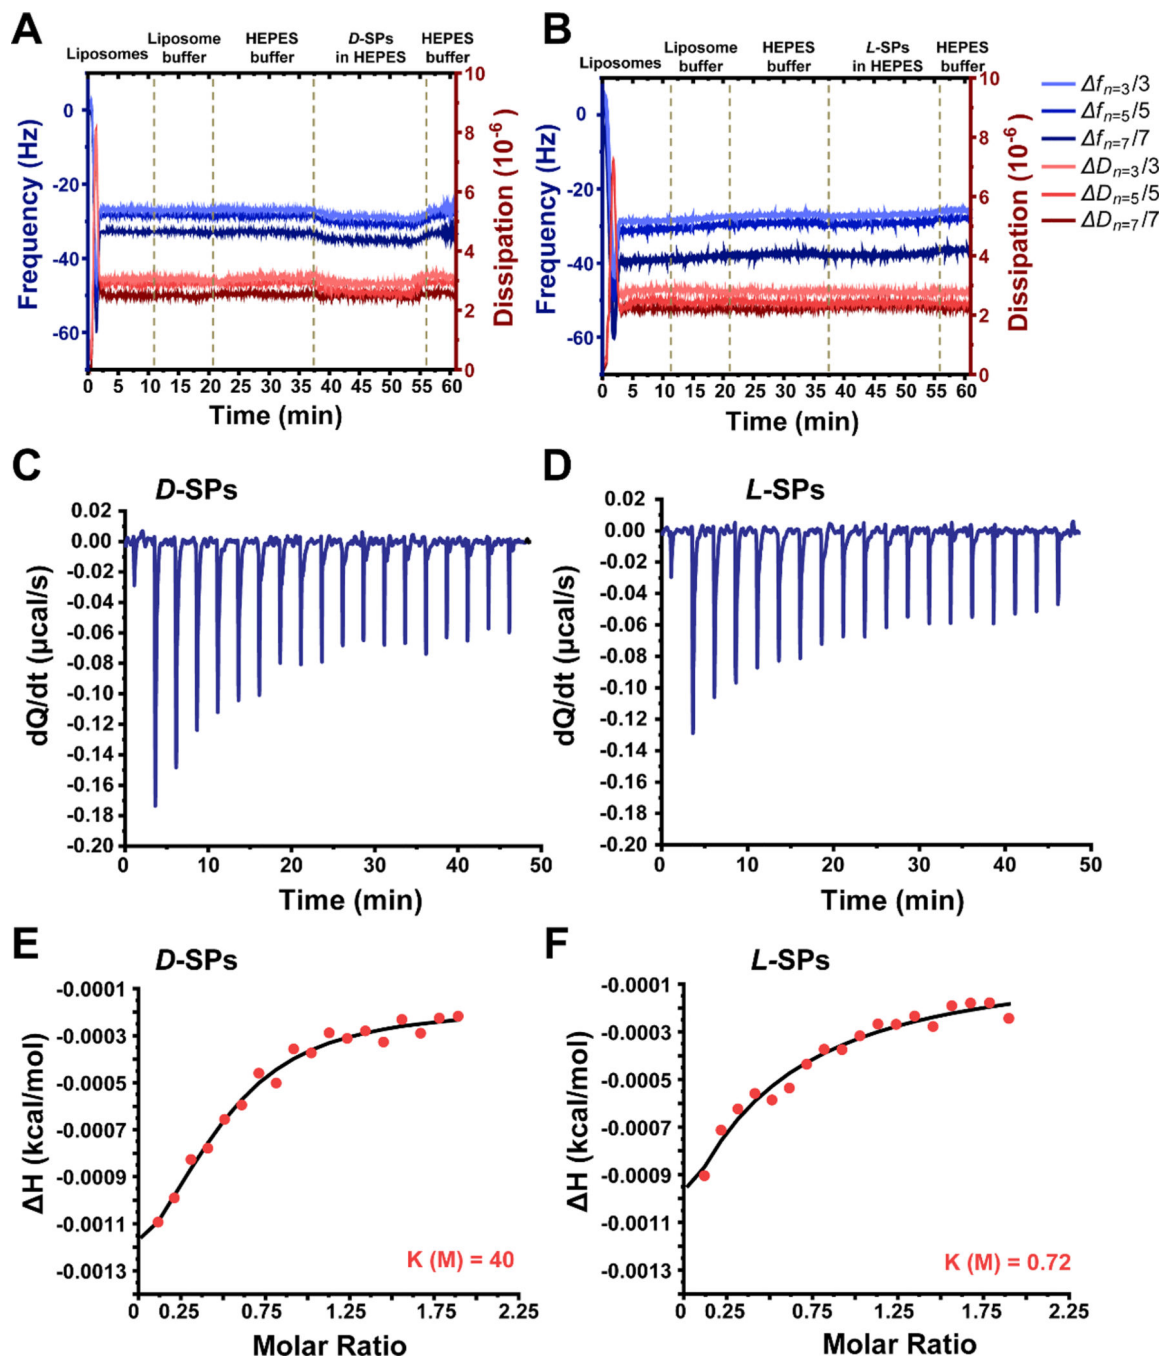 A
Liposomes
Liposome
buffer
HEPES
buffer
D-SPs
in HEPES
HEPES
buffer
Frequency (Hz)
0
-20
-40
-60
10
8
6
4
2
0
Dissipation (10⁻⁶)
0 5 10 15 20 25 30 35 40 45 50 55 60
Time (min)
B
Liposomes
Liposome
buffer
HEPES
buffer
L-SPs
in HEPES
HEPES
buffer
Frequency (Hz)
0
-20
-40
-60
10
8
6
4
2
0
Dissipation (10⁻⁶)
0 5 10 15 20 25 30 35 40 45 50 55 60
Time (min)
Δfn=3/3
Δfn=5/5
Δfn=7/7
ΔDn=3/3
ΔDn=5/5
ΔDn=7/7
C
D-SPs
dQ/dt (µcal/s)
0.02
0.00
-0.02
-0.04
-0.06
-0.08
-0.10
-0.12
-0.14
-0.16
-0.18
-0.20
0 10 20 30 40 50
Time (min)
D
L-SPs
dQ/dt (µcal/s)
0.02
0.00
-0.02
-0.04
-0.06
-0.08
-0.10
-0.12
-0.14
-0.16
-0.18
-0.20
0 10 20 30 40 50
Time (min)
E
D-SPs
ΔH (kcal/mol)
-0.0001
-0.0003
-0.0005
-0.0007
-0.0009
-0.0011
-0.0013
K (M) = 40
0 0.25 0.75 1.25 1.75 2.25
Molar Ratio
F
L-SPs
ΔH (kcal/mol)
-0.0001
-0.0003
-0.0005
-0.0007
-0.0009
-0.0011
-0.0013
K (M) = 0.72
0 0.25 0.75 1.25 1.75 2.25
Molar Ratio